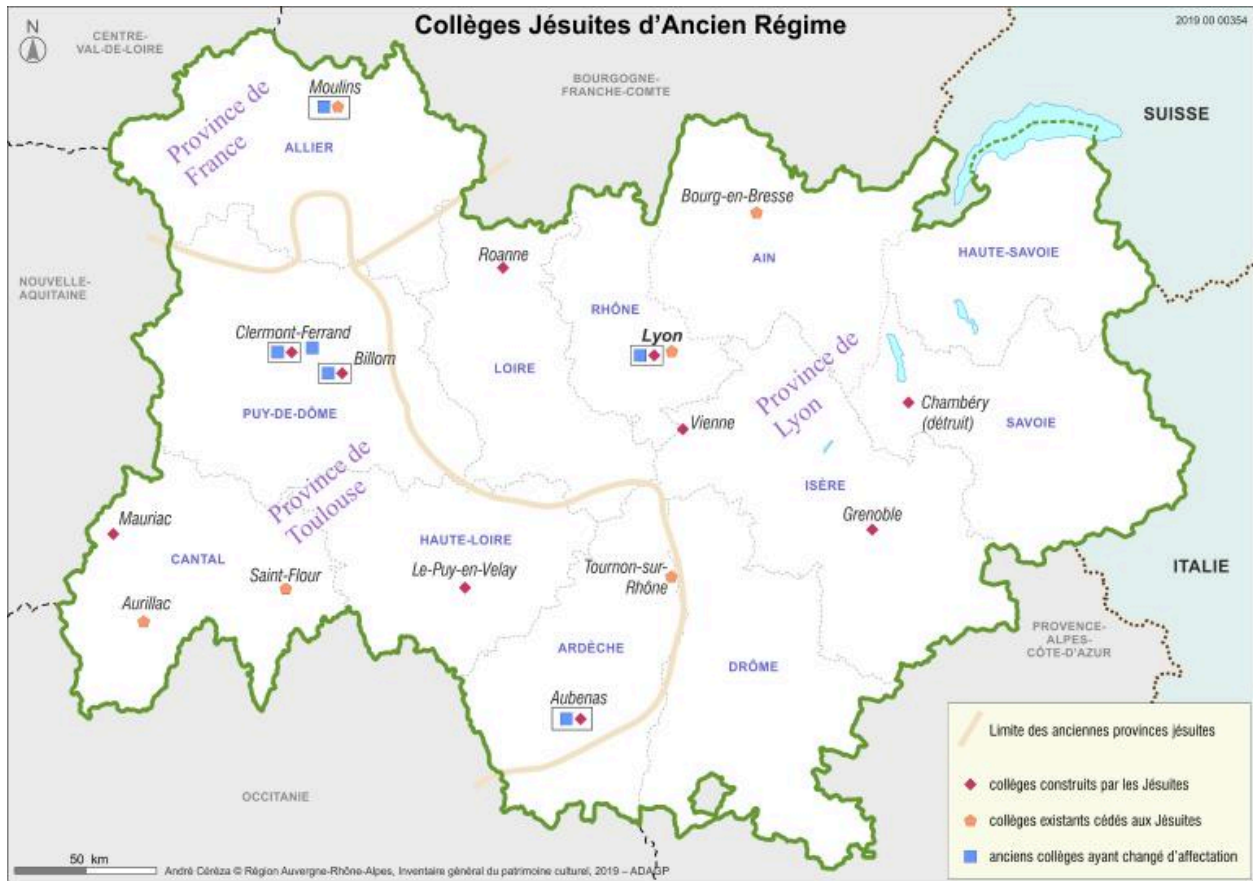 Collèges Jésuites d'Ancien Régime
2019 00 00354
N
CENTRE-
VAL-DE-LOIRE
BOURGOGNE-
FRANCHE-COMTE
SUISSE
Moulins
Province de
France
ALLIER
Bourg-en-Bresse
AIN
HAUTE-SAVOIE
Roanne
NOUVELLE-
AQUITAINE
RHÔNE
Clermont-Ferrand
Billom
Lyon
LOIRE
Province de
Lyon
PUY-DE-DÔME
Chambéry
(détruit)
SAVOIE
Vienne
Province de
Toulouse
ISÈRE
Mauriac
Grenoble
CANTAL
HAUTE-LOIRE
Saint-Flour
Le-Puy-en-Velay
Tournon-sur-
Rhône
ITALIE
Aurillac
PROVENCE-
ALPES-
CÔTE-D'AZUR
ARDÈCHE
DRÔME
Aubenas
OCCITANIE
Limite des anciennes provinces jésuites
collèges construits par les Jésuites
collèges existants cédés aux Jésuites
anciens collèges ayant changé d'affectation
50 km
André Céréza © Région Auvergne-Rhône-Alpes, Inventaire général du patrimoine culturel, 2019 – ADAGP